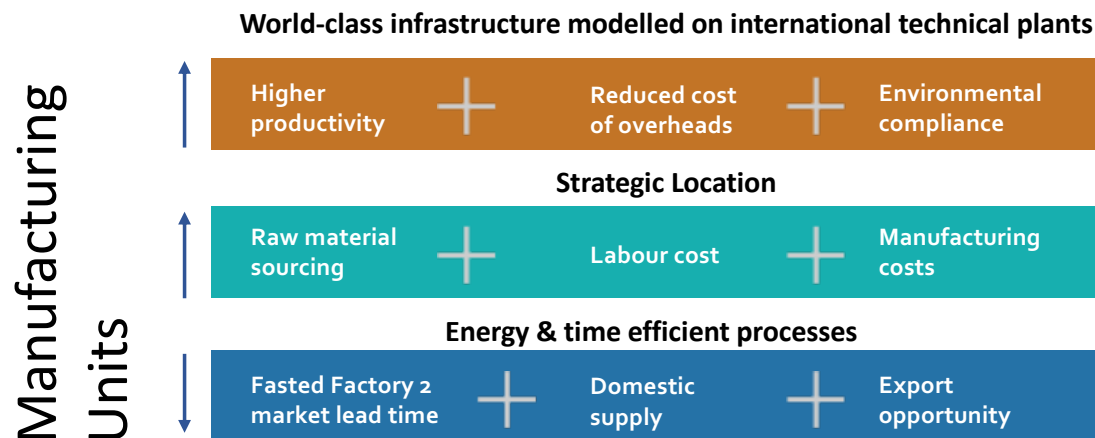 Manufacturing
Units
World-class infrastructure modelled on international technical plants
Higher
productivity
Reduced cost
of overheads
Environmental
compliance
Strategic Location
Raw material
sourcing
Labour cost
Manufacturing
costs
Energy & time efficient processes
Fasted Factory 2
market lead time
Domestic
supply
Export
opportunity